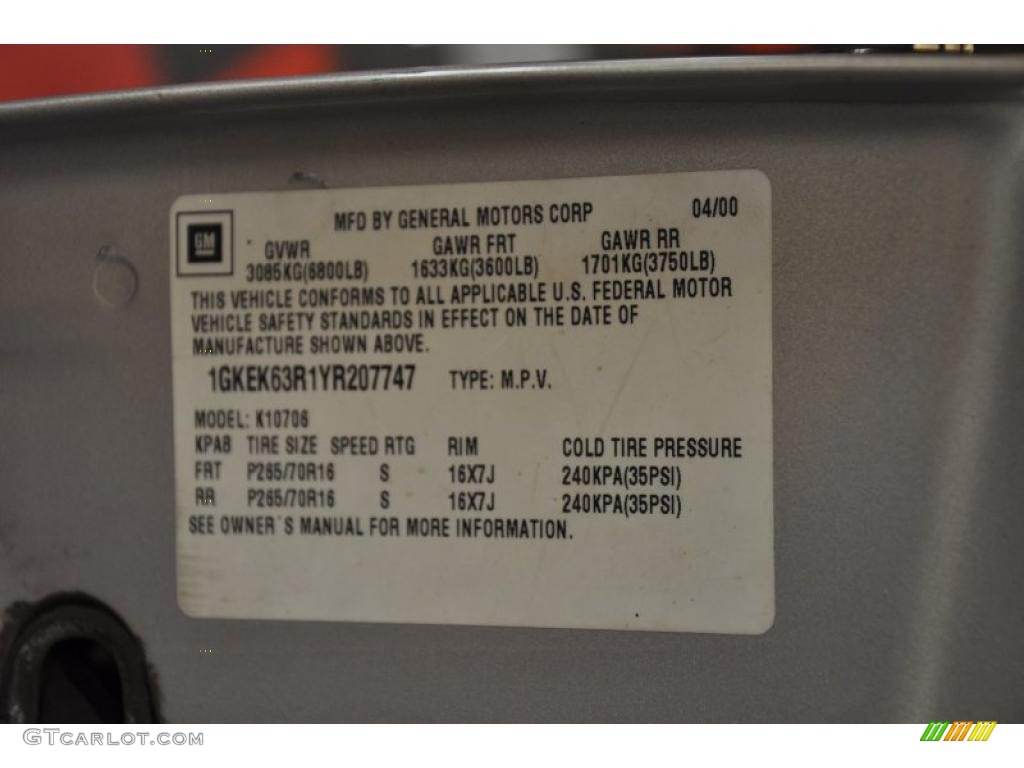 MFD BY GENERAL MOTORS CORP 04/00
GM
GVWR GAWR FRT GAWR RR
3085KG(6800LB) 1633KG(3600LB) 1701KG(3750LB)
THIS VEHICLE CONFORMS TO ALL APPLICABLE U.S. FEDERAL MOTOR
VEHICLE SAFETY STANDARDS IN EFFECT ON THE DATE OF
MANUFACTURE SHOWN ABOVE.
1GKEK63R1YR207747 TYPE: M.P.V.
MODEL: K10706
KPAB TIRE SIZE SPEED RTG RIM COLD TIRE PRESSURE
FRT P265/70R16 S 16X7J 240KPA(35PSI)
RR P265/70R16 S 16X7J 240KPA(35PSI)
SEE OWNER'S MANUAL FOR MORE INFORMATION.
GTCARLOT.COM